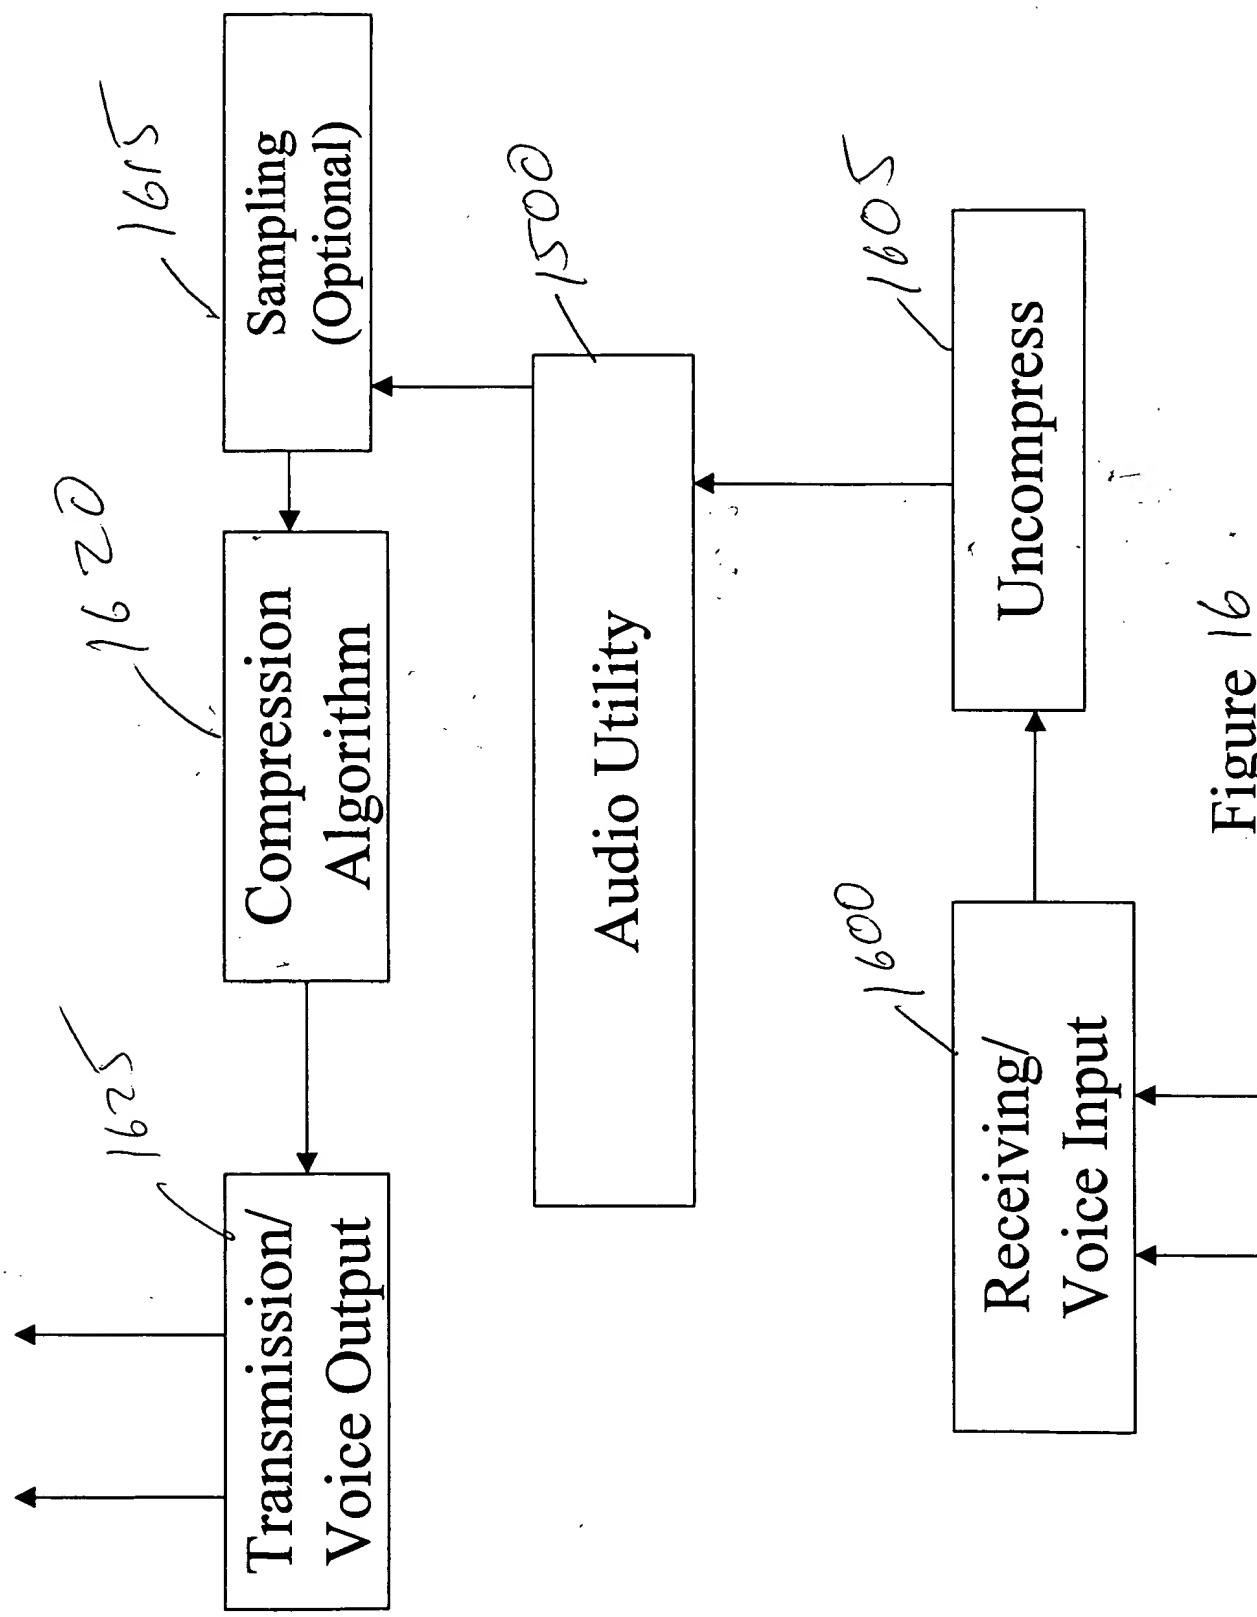 1625
Transmission/
Voice Output
1620
Compression
Algorithm
1615
Sampling
(Optional)
1500
Audio Utility
1600
Receiving/
Voice Input
1605
Uncompress
Figure 16